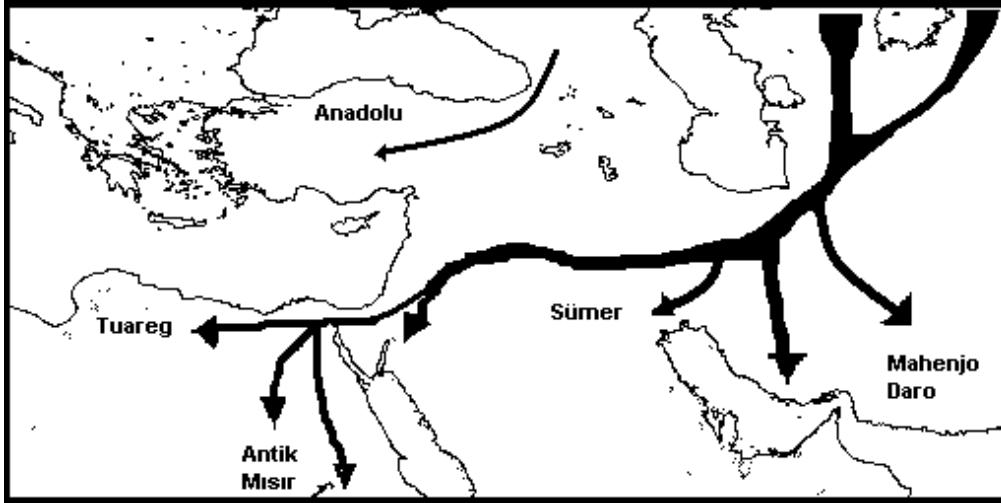 Anadolu
Tuareg
Sümer
Mahenjo
Daro
Antik
Mısır